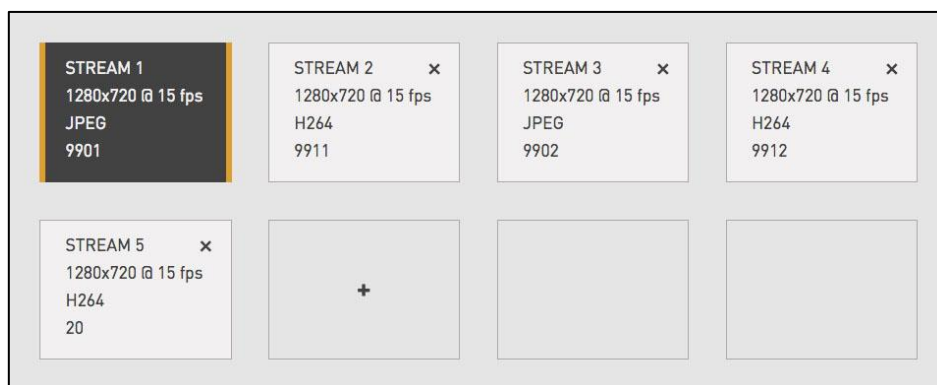 STREAM 1
1280x720 @ 15 fps
JPEG
9901
STREAM 2 ×
1280x720 @ 15 fps
H264
9911
STREAM 3 ×
1280x720 @ 15 fps
JPEG
9902
STREAM 4 ×
1280x720 @ 15 fps
H264
9912
STREAM 5 ×
1280x720 @ 15 fps
H264
20
+